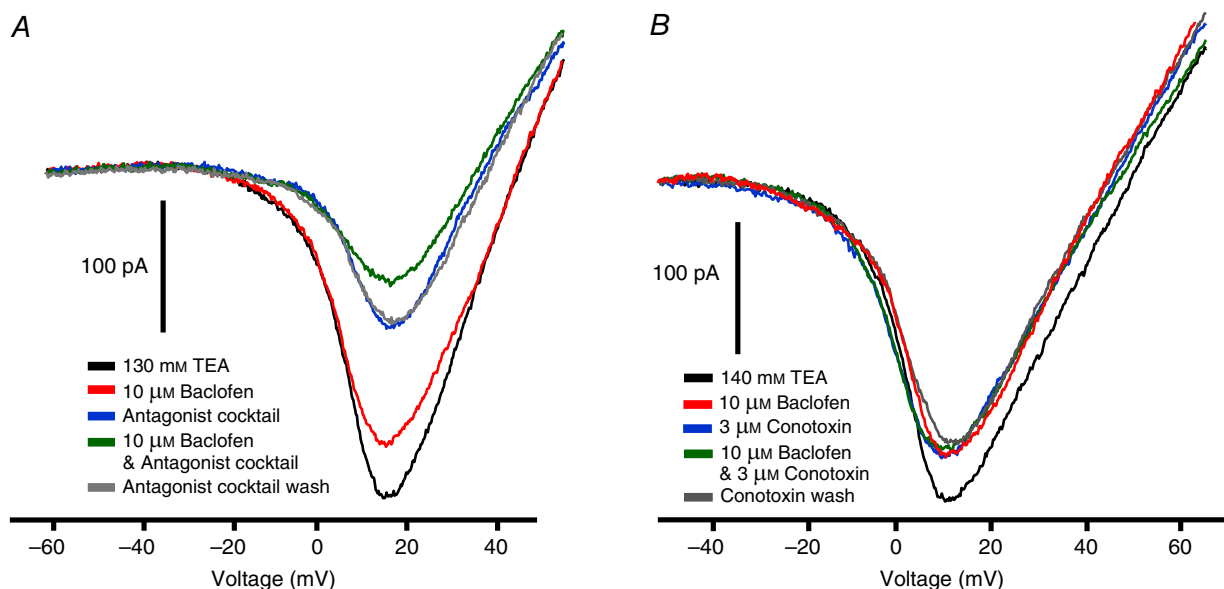 A
100 pA
130 mM TEA
10 µM Baclofen
Antagonist cocktail
10 µM Baclofen
& Antagonist cocktail
Antagonist cocktail wash
–60 –40 –20 0 20 40
Voltage (mV)
B
100 pA
140 mM TEA
10 µM Baclofen
3 µM Conotoxin
10 µM Baclofen
& 3 µM Conotoxin
Conotoxin wash
–40 –20 0 20 40 60
Voltage (mV)